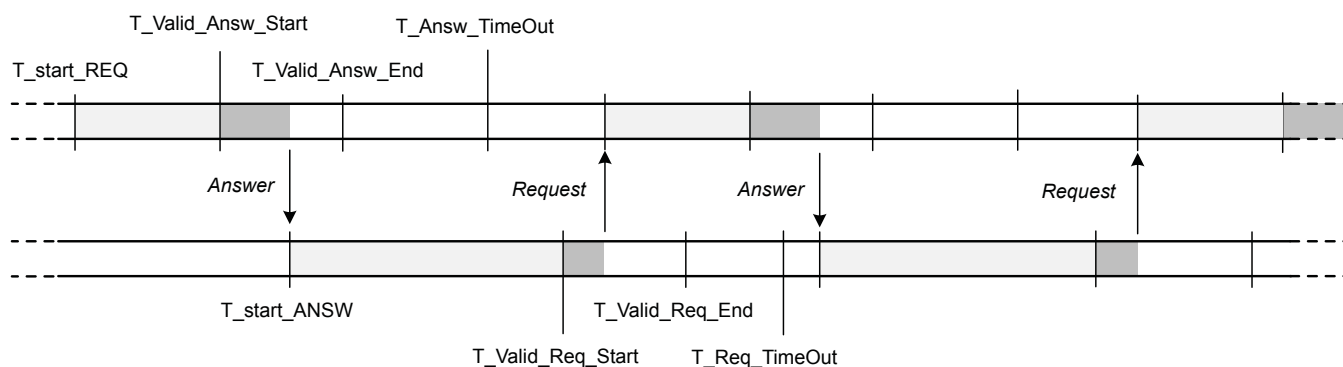 T_Valid_Answ_Start
T_Answ_TimeOut
T_start_REQ
T_Valid_Answ_End
Answer
Request
Answer
Request
T_start_ANSW
T_Valid_Req_End
T_Valid_Req_Start
T_Req_TimeOut